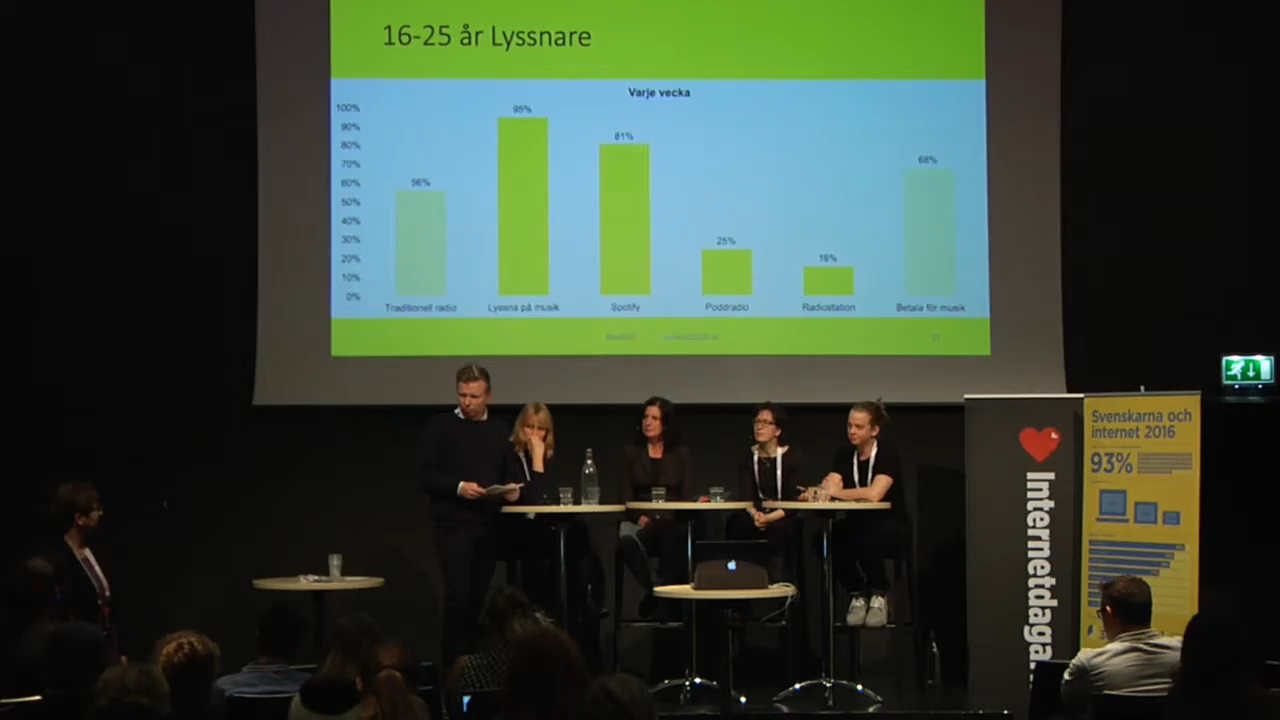 16-25 år Lyssnare
Varje vecka
100%
90%
80%
70%
60%
50%
40%
30%
20%
10%
0%
56%
95%
81%
25%
16%
68%
Traditionell radio
Lyssna på musik
Spotify
Poddradio
Radiostation
Betala för musik
Internetdaga
Svenskarna och
internet 2016
93%